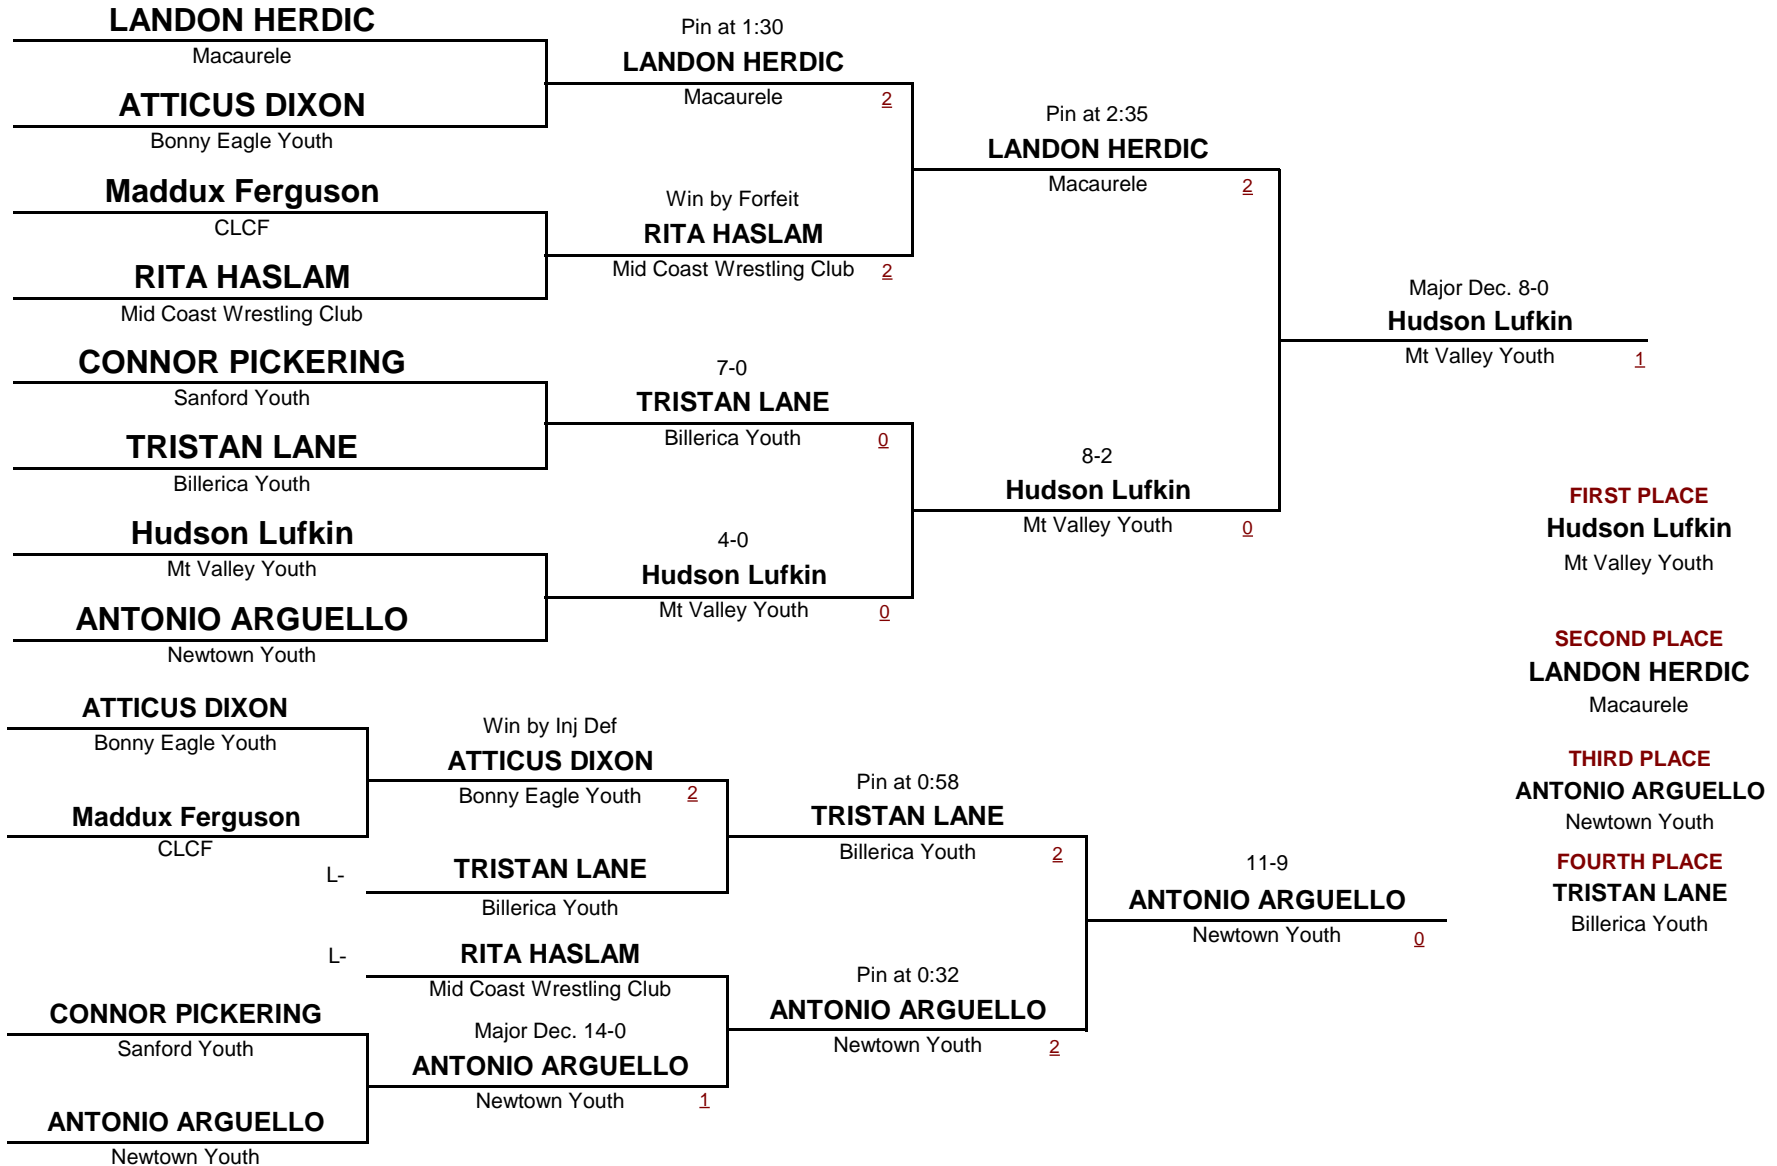 LANDON HERDIC
Macaurele
ATTICUS DIXON
Bonny Eagle Youth
Maddux Ferguson
CLCF
RITA HASLAM
Mid Coast Wrestling Club
CONNOR PICKERING
Sanford Youth
TRISTAN LANE
Billerica Youth
Hudson Lufkin
Mt Valley Youth
ANTONIO ARGUELLO
Newtown Youth
Pin at 1:30
LANDON HERDIC
Macaurele 2
Win by Forfeit
RITA HASLAM
Mid Coast Wrestling Club 2
7-0
TRISTAN LANE
Billerica Youth 0
4-0
Hudson Lufkin
Mt Valley Youth 0
Pin at 2:35
LANDON HERDIC
Macaurele 2
8-2
Hudson Lufkin
Mt Valley Youth 0
Major Dec. 8-0
Hudson Lufkin
Mt Valley Youth 1
FIRST PLACE
Hudson Lufkin
Mt Valley Youth
SECOND PLACE
LANDON HERDIC
Macaurele
THIRD PLACE
ANTONIO ARGUELLO
Newtown Youth
FOURTH PLACE
TRISTAN LANE
Billerica Youth
ATTICUS DIXON
Bonny Eagle Youth
Maddux Ferguson
CLCF
CONNOR PICKERING
Sanford Youth
ANTONIO ARGUELLO
Newtown Youth
Win by Inj Def
ATTICUS DIXON
Bonny Eagle Youth 2
L- TRISTAN LANE
Billerica Youth
L- RITA HASLAM
Mid Coast Wrestling Club
Major Dec. 14-0
ANTONIO ARGUELLO
Newtown Youth 1
Pin at 0:58
TRISTAN LANE
Billerica Youth 2
Pin at 0:32
ANTONIO ARGUELLO
Newtown Youth 2
11-9
ANTONIO ARGUELLO
Newtown Youth 0